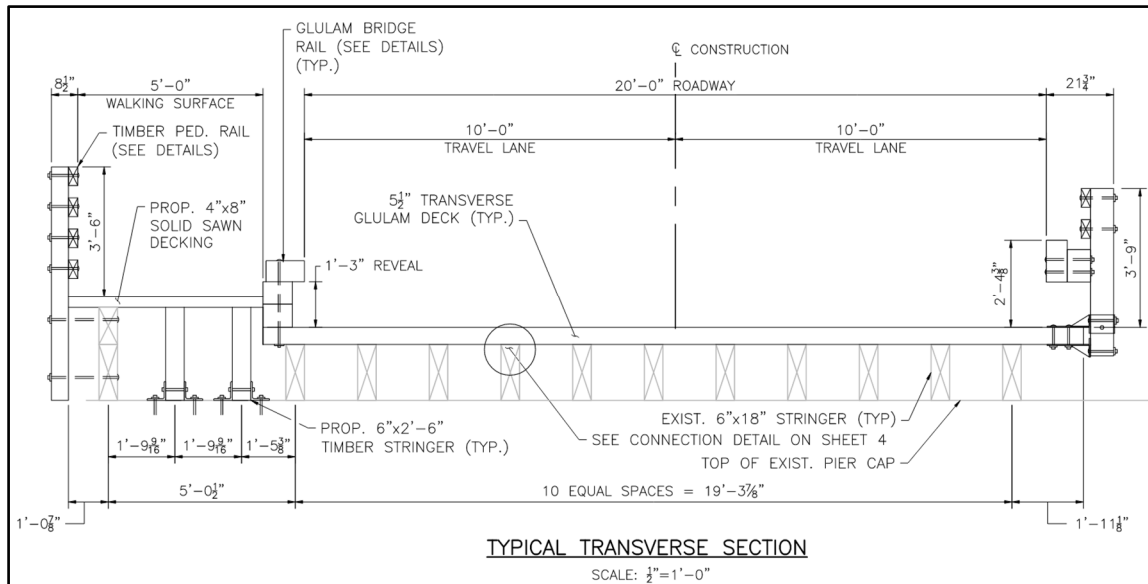 GLULAM BRIDGE
RAIL (SEE DETAILS)
(TYP.)
℄ CONSTRUCTION
8½"
5'-0"
WALKING SURFACE
20'-0" ROADWAY
21¾"
TIMBER PED. RAIL
(SEE DETAILS)
10'-0"
TRAVEL LANE
10'-0"
TRAVEL LANE
3'-6"
PROP. 4"x8"
SOLID SAWN
DECKING
5½" TRANSVERSE
GLULAM DECK (TYP.)
1'-3" REVEAL
2'-4⅜"
3'-9"
EXIST. 6"x18" STRINGER (TYP)
SEE CONNECTION DETAIL ON SHEET 4
TOP OF EXIST. PIER CAP
PROP. 6"x2'-6"
TIMBER STRINGER (TYP.)
1'-9 9/16"
1'-9 9/16"
1'-5⅜"
5'-0½"
10 EQUAL SPACES = 19'-3⅞"
1'-0⅞"
1'-11⅛"
TYPICAL TRANSVERSE SECTION
SCALE: ½"=1'-0"